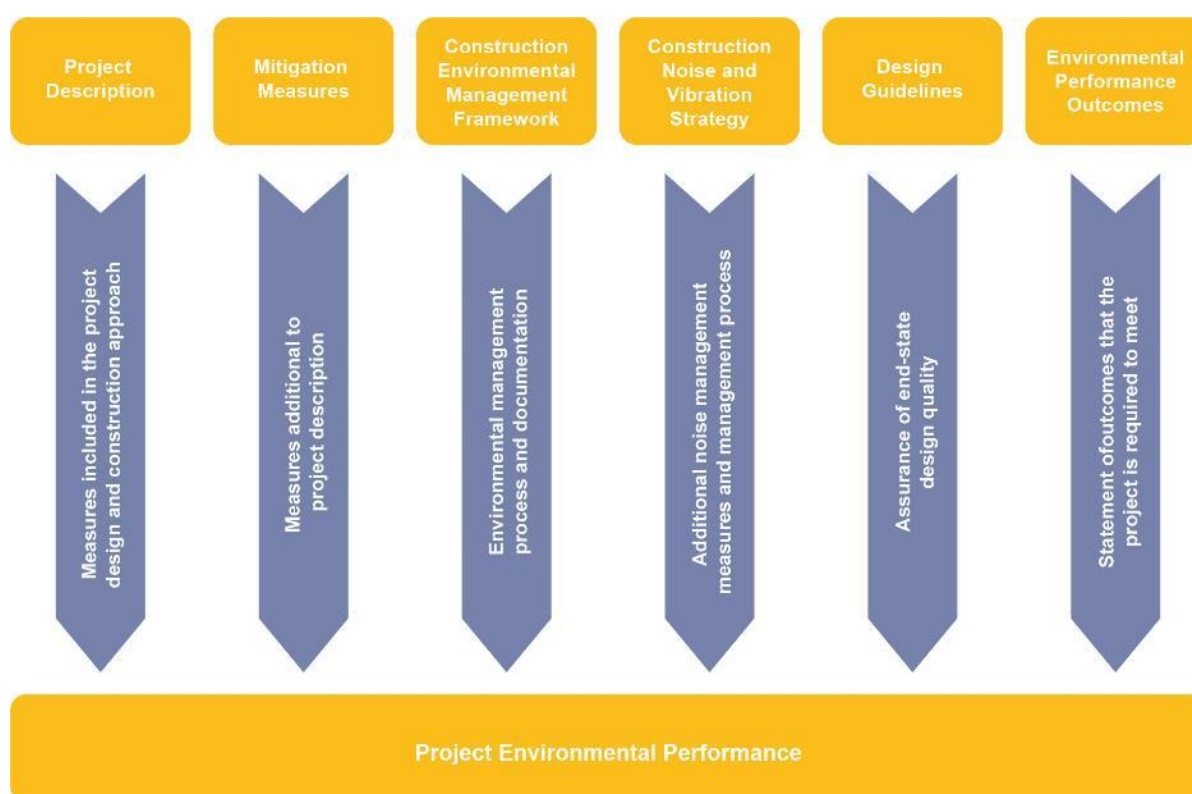 Project
Description
Mitigation
Measures
Construction
Environmental
Management
Framework
Construction
Noise and
Vibration
Strategy
Design
Guidelines
Environmental
Performance
Outcomes
Measures included in the project
design and construction approach
Measures additional to
project description
Environmental management
process and documentation
Additional noise management
measures and management process
Assurance of end-state
design quality
Statement ofoutcomes that the
project is required to meet
Project Environmental Performance